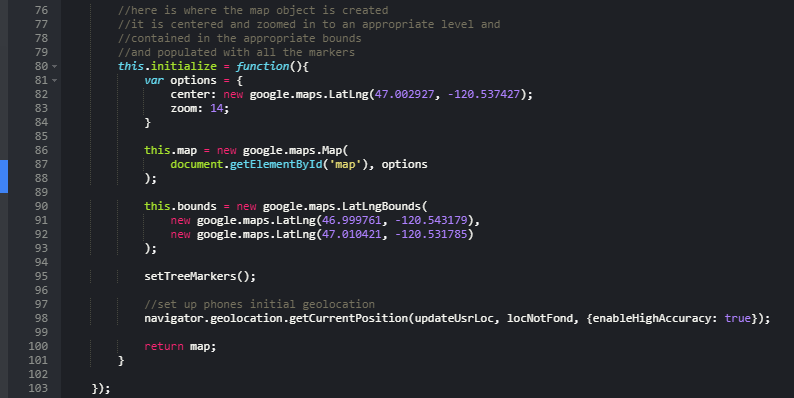 76 //here is where the map object is created
77 //it is centered and zoomed in to an appropriate level and
78 //contained in the appropriate bounds
79 //and populated with all the markers
80 this.initialize = function(){
81 var options = {
82 center: new google.maps.LatLng(47.002927, -120.537427);
83 zoom: 14;
84 }
85
86 this.map = new google.maps.Map(
87 document.getElementById('map'), options
88 );
89
90 this.bounds = new google.maps.LatLngBounds(
91 new google.maps.LatLng(46.999761, -120.543179),
92 new google.maps.LatLng(47.010421, -120.531785)
93 );
94
95 setTreeMarkers();
96
97 //set up phones initial geolocation
98 navigator.geolocation.getCurrentPosition(updateUsrLoc, locNotFond, {enableHighAccuracy: true});
99
100 return map;
101 }
102
103 });